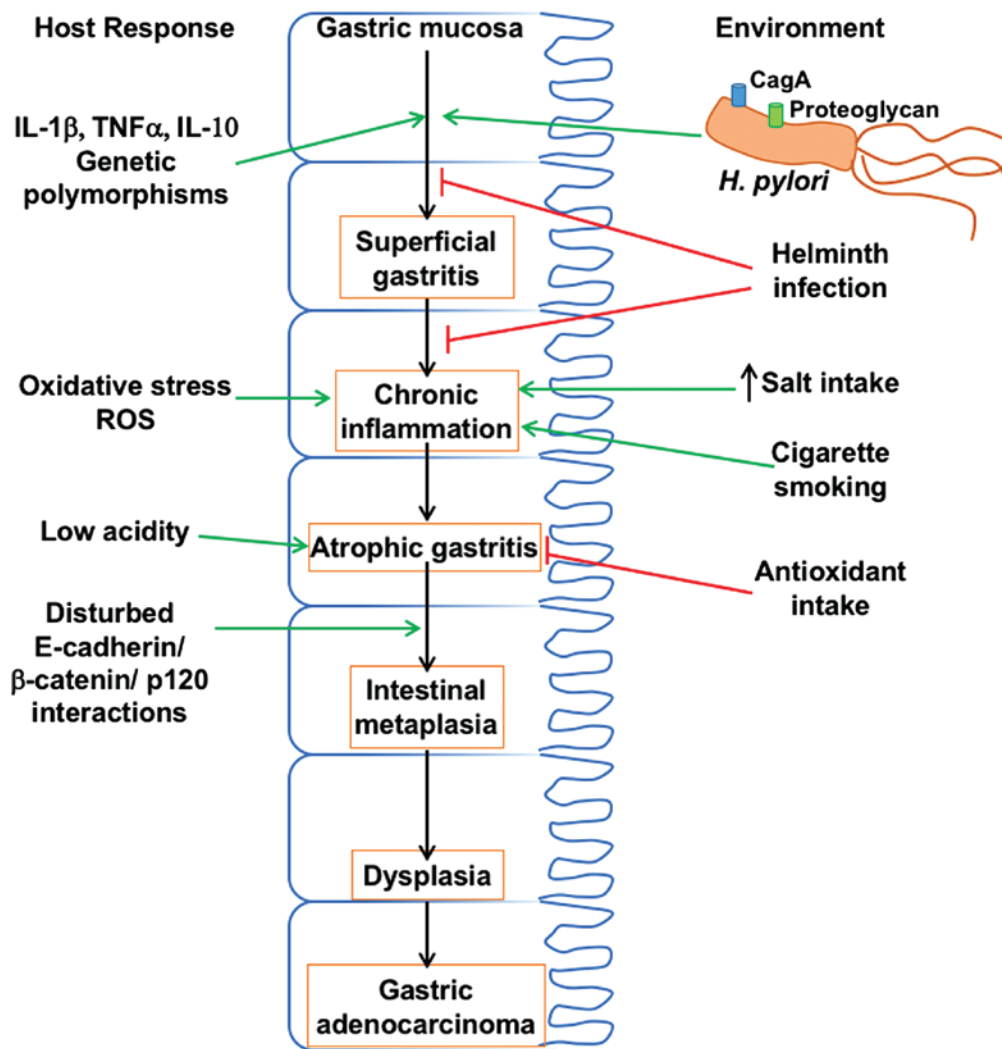 Host Response
Gastric mucosa
Environment
CagA
Proteoglycan
H. pylori
IL-1β, TNFα, IL-10
Genetic
polymorphisms
Superficial
gastritis
Helminth
infection
Oxidative stress
ROS
Chronic
inflammation
↑Salt intake
Cigarette
smoking
Low acidity
Atrophic gastritis
Antioxidant
intake
Disturbed
E-cadherin/
β-catenin/ p120
interactions
Intestinal
metaplasia
Dysplasia
Gastric
adenocarcinoma